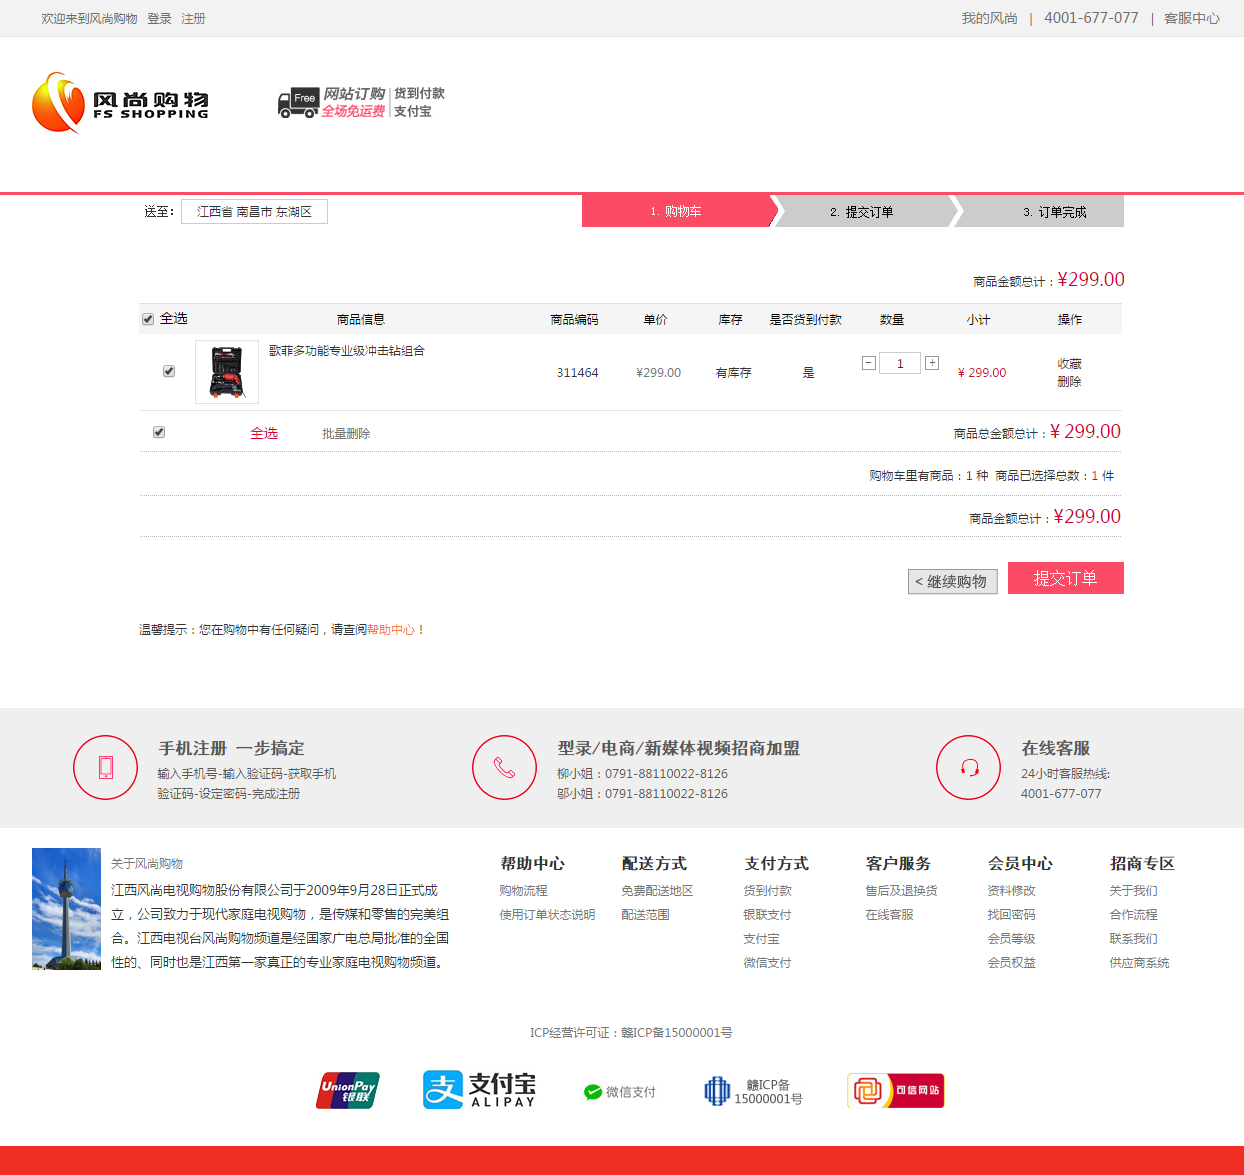 欢迎来到风尚购物 登录 注册
我的风尚 | 4001-677-077 | 客服中心
风尚购物
FS SHOPPING
Free
网站订购
全场免运费
货到付款
支付宝
送至：
江西省 南昌市 东湖区
1. 购物车
2. 提交订单
3. 订单完成
商品金额总计：¥299.00
全选 商品信息 商品编码 单价 库存 是否货到付款 数量 小计 操作
歌菲多功能专业级冲击钻组合
311464 ¥299.00 有库存 是 − 1 + ¥ 299.00
收藏
删除
全选 批量删除 商品总金额总计：¥ 299.00
购物车里有商品：1 种 商品已选择总数：1 件
商品金额总计：¥299.00
< 继续购物
提交订单
温馨提示：您在购物中有任何疑问，请查阅帮助中心！
手机注册 一步搞定
输入手机号-输入验证码-获取手机
验证码-设定密码-完成注册
型录/电商/新媒体视频招商加盟
柳小姐：0791-88110022-8126
邬小姐：0791-88110022-8126
在线客服
24小时客服热线:
4001-677-077
关于风尚购物
江西风尚电视购物股份有限公司于2009年9月28日正式成
立，公司致力于现代家庭电视购物，是传媒和零售的完美组
合。江西电视台风尚购物频道是经国家广电总局批准的全国
性的、同时也是江西第一家真正的专业家庭电视购物频道。
帮助中心
购物流程
使用订单状态说明
配送方式
免费配送地区
配送范围
支付方式
货到付款
银联支付
支付宝
微信支付
客户服务
售后及退换货
在线客服
会员中心
资料修改
找回密码
会员等级
会员权益
招商专区
关于我们
合作流程
联系我们
供应商系统
ICP经营许可证：赣ICP备15000001号
UnionPay
银联
支
支付宝
ALIPAY
微信支付
赣ICP备
15000001号
可信网站